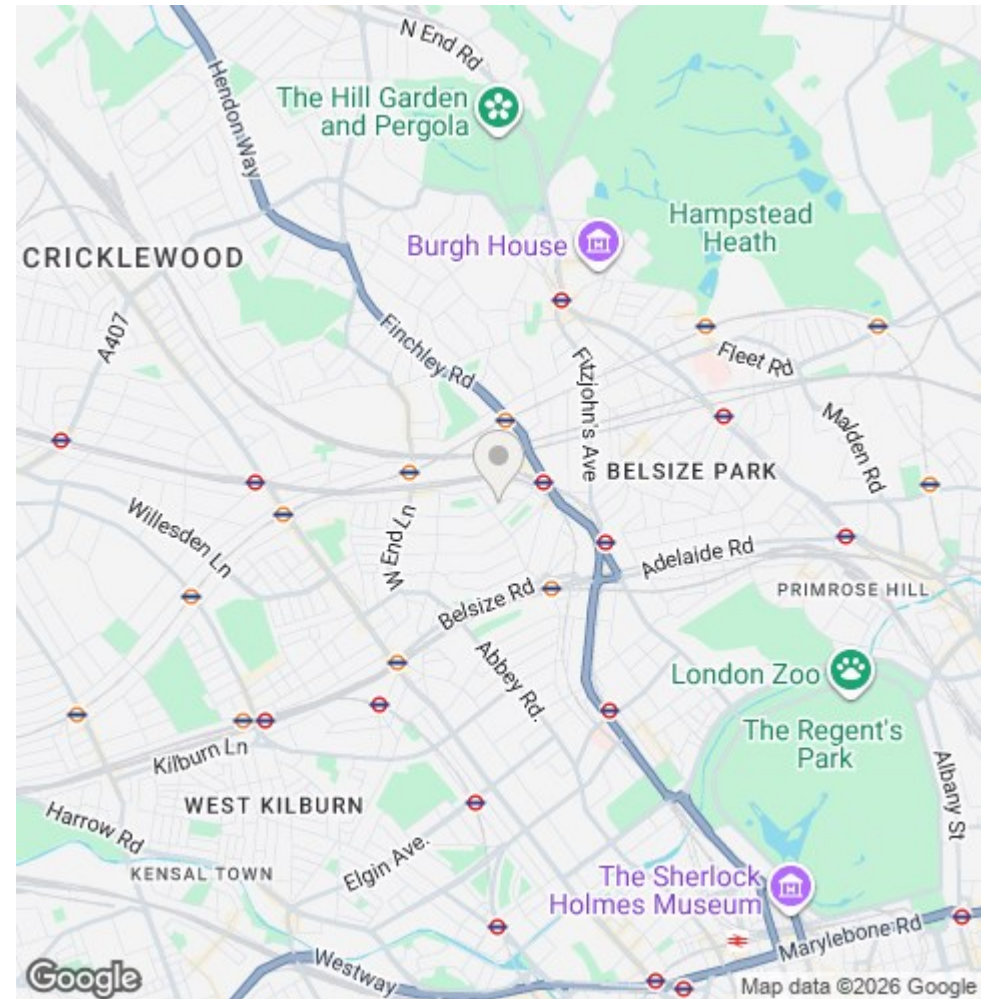 N End Rd
The Hill Garden
and Pergola
Hendon Way
Hampstead
Heath
Burgh House
CRICKLEWOOD
A407
Finchley Rd
Fitzjohn's Ave
Fleet Rd
Malden Rd
BELSIZE PARK
Willesden Ln
W End Ln
Adelaide Rd
Belsize Rd
PRIMROSE HILL
Abbey Rd.
London Zoo
The Regent's
Park
Kilburn Ln
Albany St
WEST KILBURN
Harrow Rd
Elgin Ave.
KENSAL TOWN
The Sherlock
Holmes Museum
Marylebone Rd
Westway
Google
Map data ©2026 Google